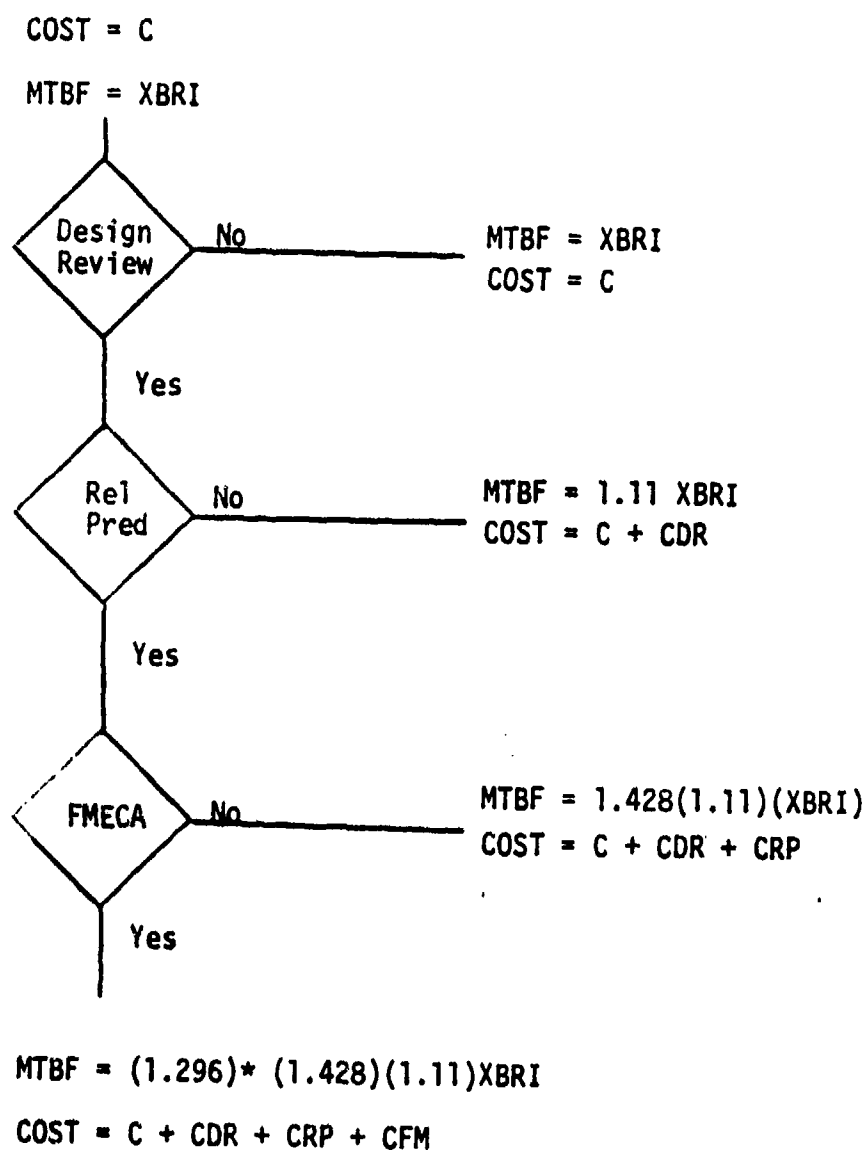 COST = C
MTBF = XBRI
Design
Review
No
MTBF = XBRI
COST = C
Yes
Rel
Pred
No
MTBF = 1.11 XBRI
COST = C + CDR
Yes
FMECA
No
MTBF = 1.428(1.11)(XBRI)
COST = C + CDR + CRP
Yes
MTBF = (1.296)* (1.428)(1.11)XBRI
COST = C + CDR + CRP + CFM